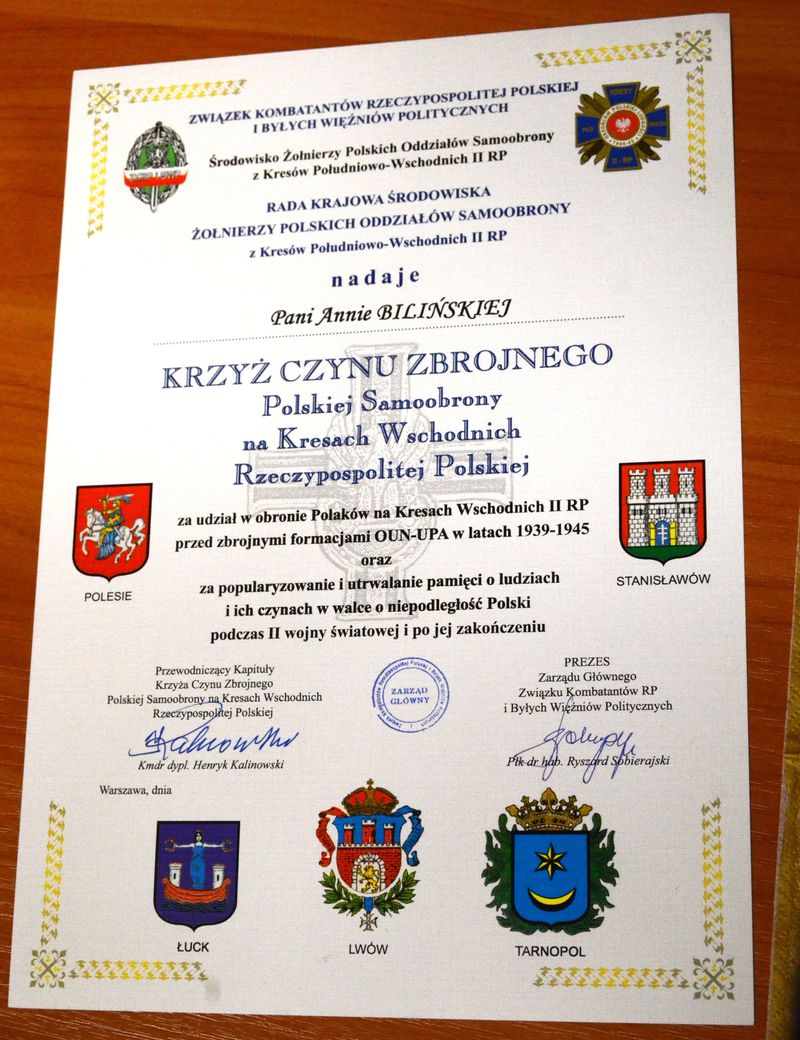 ZWIĄZEK KOMBATANTÓW RZECZYPOSPOLITEJ POLSKIEJ
I BYŁYCH WIĘŹNIÓW POLITYCZNYCH
Środowisko Żołnierzy Polskich Oddziałów Samoobrony
z Kresów Południowo-Wschodnich II RP
KRESY
WSCH
II - RP
RADA KRAJOWA ŚRODOWISKA
ŻOŁNIERZY POLSKICH ODDZIAŁÓW SAMOOBRONY
z Kresów Południowo-Wschodnich II RP
nadaje
Pani Annie BILIŃSKIEJ
KRZYŻ CZYNU ZBROJNEGO
Polskiej Samoobrony
na Kresach Wschodnich
Rzeczypospolitej Polskiej
za udział w obronie Polaków na Kresach Wschodnich II RP
przed zbrojnymi formacjami OUN-UPA w latach 1939-1945
oraz
za popularyzowanie i utrwalanie pamięci o ludziach
i ich czynach w walce o niepodległość Polski
podczas II wojny światowej i po jej zakończeniu
POLESIE
STANISŁAWÓW
Przewodniczący Kapituły
Krzyża Czynu Zbrojnego
Polskiej Samoobrony na Kresach Wschodnich
Rzeczypospolitej Polskiej
Kmdr dypl. Henryk Kalinowski
ZARZĄD
GŁÓWNY
PREZES
Zarządu Głównego
Związku Kombatantów RP
i Byłych Więźniów Politycznych
Płk dr hab. Ryszard Sobierajski
Warszawa, dnia
ŁUCK
LWÓW
TARNOPOL